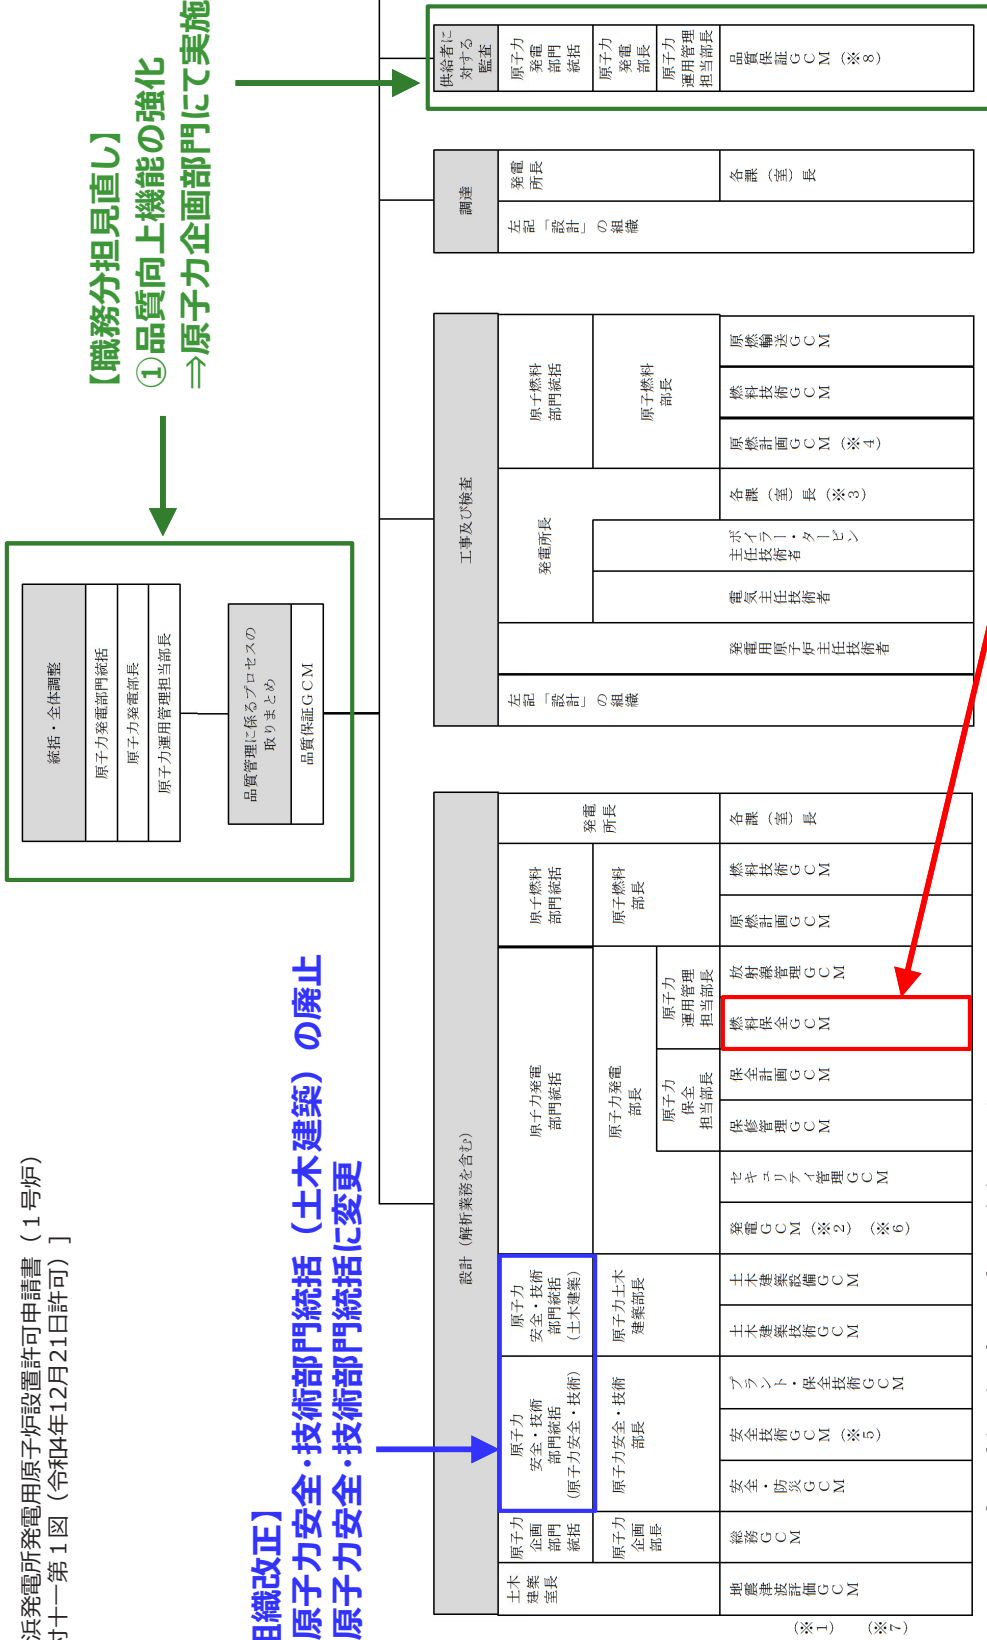 浜発電所発電用原子炉設置許可申請書（１号炉）
付十一第１図（令和4年12月21日許可）］
組織改正】
原子力安全・技術部門統括（土木建築）の廃止
原子力安全・技術部門統括に変更
【職務分担見直し】
①品質向上機能の強化
⇒原子力企画部門にて実施
統括・全体調整
原子力発電部門統括
原子力発電部長
原子力運用管理担当部長
品質管理に係るプロセスの
取りまとめ
品質保証ＧＣＭ
設計（解析業務を含む）
土木
建築
室長
地震津波評価ＧＣＭ
（※１）
（※７）
原子力
企画
部門
統括
原子力
企画
部長
総務ＧＣＭ
原子力
安全・技術
部門統括
（原子力安全・技術）
原子力安全・技術
部長
安全・防災ＧＣＭ
安全技術ＧＣＭ（※５）
プラント・保全技術ＧＣＭ
原子力
安全・技術
部門統括
（土木建築）
原子力土木
建築部長
土木建築技術ＧＣＭ
土木建築設備ＧＣＭ
原子力発電
部門統括
原子力発電
部長
発電ＧＣＭ（※２）（※６）
セキュリティ管理ＧＣＭ
原子力
保全
担当部長
保修管理ＧＣＭ
保全計画ＧＣＭ
原子力
運用管理
担当部長
燃料保全ＧＣＭ
放射線管理ＧＣＭ
原子燃料
部門統括
原子燃料
部長
原燃計画ＧＣＭ
燃料技術ＧＣＭ
発電
所長
各課（室）長
工事及び検査
左記「設計」の組織
発電用原子炉主任技術者
発電所長
電気主任技術者
ボイラー・タービン
主任技術者
各課（室）長（※３）
原子燃料
部門統括
原子燃料
部長
原燃計画ＧＣＭ（※４）
燃料技術ＧＣＭ
原燃輸送ＧＣＭ
調達
左記「設計」の組織
発電
所長
各課（室）長
供給者に
対する
監査
原子力
発電
部門
統括
原子力
発電
部長
原子力
運用管理
担当部長
品質保証ＧＣＭ（※８）